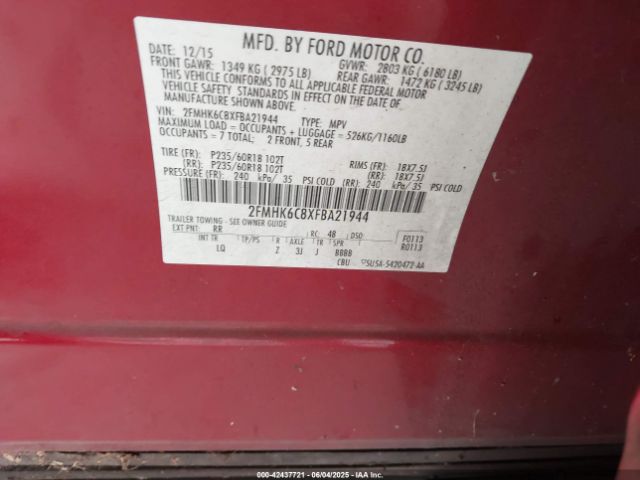 MFD. BY FORD MOTOR CO.
DATE: 12/15
GVWR: 2803 KG ( 6180 LB)
FRONT GAWR: 1349 KG ( 2975 LB)
REAR GAWR: 1472 KG ( 3245 LB)
THIS VEHICLE CONFORMS TO ALL APPLICABLE FEDERAL MOTOR
VEHICLE SAFETY STANDARDS IN EFFECT ON THE DATE OF
MANUFACTURE SHOWN ABOVE.
VIN: 2FMHK6C8XFBA21944
TYPE: MPV
MAXIMUM LOAD = OCCUPANTS + LUGGAGE = 526KG/1160LB
OCCUPANTS = 7 TOTAL: 2 FRONT, 5 REAR
TIRE (FR): P235/60R18 102T RIMS (FR): 18X7.5J
(RR): P235/60R18 102T (RR): 18X7.5J
PRESSURE (FR): 240 kPa/ 35 PSI COLD (RR): 240 kPa/ 35 PSI COLD
2FMHK6C8XFBA21944
TRAILER TOWING - SEE OWNER GUIDE
EXT PNT: RR RC: 48 DSO:
F0113
R0113
INT TR TP/PS R AXLE TR SPR
LQ Z 3J J BBBB
CBU 5U5A-5420472-AA
000-42437721 - 06/04/2025 - IAAI.CA